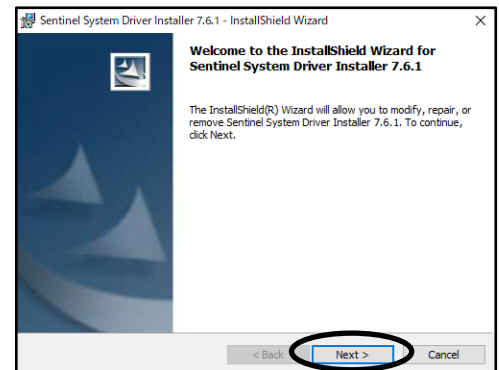 Sentinel System Driver Installer 7.6.1 - InstallShield Wizard
Welcome to the InstallShield Wizard for
Sentinel System Driver Installer 7.6.1
The InstallShield(R) Wizard will allow you to modify, repair, or
remove Sentinel System Driver Installer 7.6.1. To continue,
click Next.
< Back
Next >
Cancel